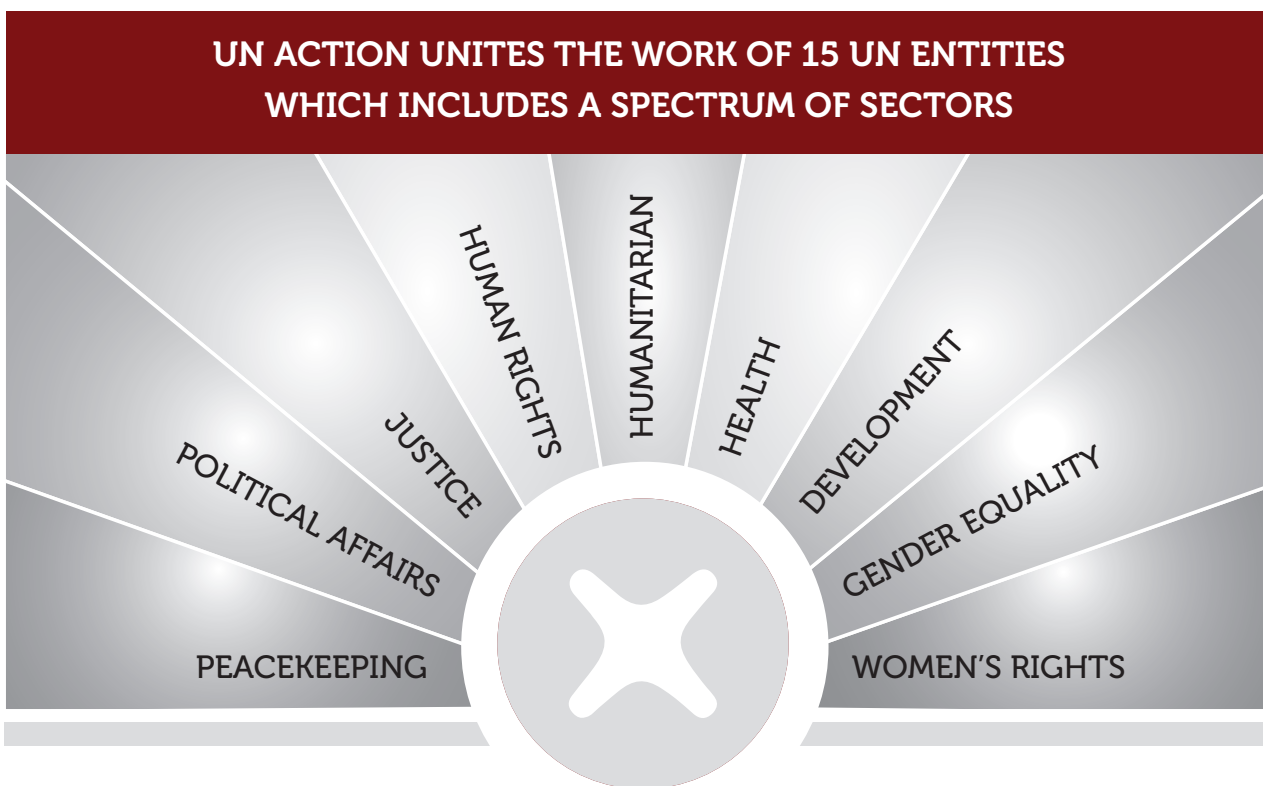 UN ACTION UNITES THE WORK OF 15 UN ENTITIES
WHICH INCLUDES A SPECTRUM OF SECTORS
PEACEKEEPING
POLITICAL AFFAIRS
JUSTICE
HUMAN RIGHTS
HUMANITARIAN
HEALTH
DEVELOPMENT
GENDER EQUALITY
WOMEN'S RIGHTS